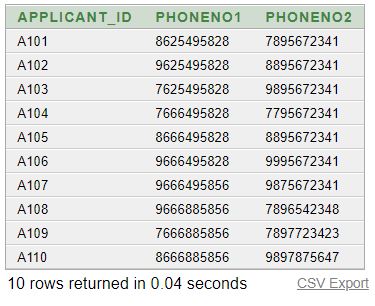 APPLICANT_ID PHONENO1 PHONENO2
A101 8625495828 7895672341
A102 9625495828 8895672341
A103 7625495828 9895672341
A104 7666495828 7795672341
A105 8666495828 8895672341
A106 9666495828 9995672341
A107 9666495856 9875672341
A108 9666885856 7896542348
A109 7666885856 7897723423
A110 8666885856 9897875647
10 rows returned in 0.04 seconds CSV Export